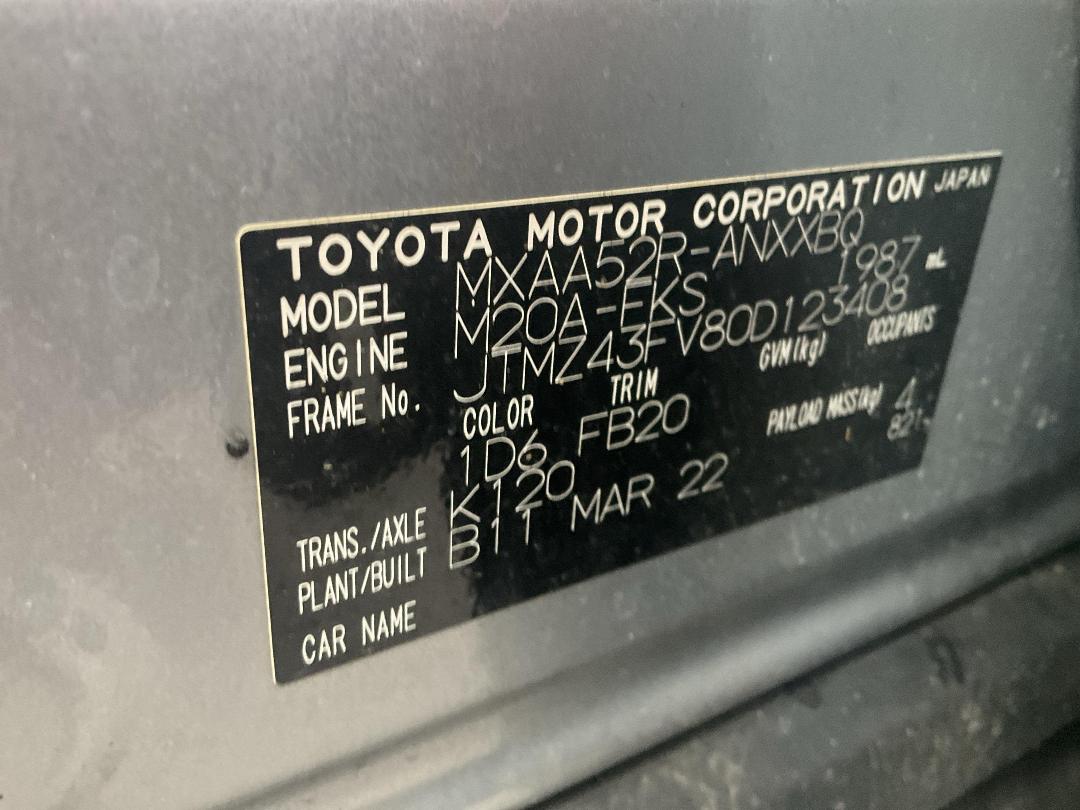 TOYOTA MOTOR CORPORATION JAPAN
MODEL MXAA52R-ANXXBQ
ENGINE M20A-FKS 1987 mL
FRAME No. JTMZ43FV80D123408
COLOR TRIM GVM(kg) OCCUPANTS
1D6 FB20 PAYLOAD MASS(kg) 4
821
TRANS./AXLE K120
PLANT/BUILT B11 MAR 22
CAR NAME